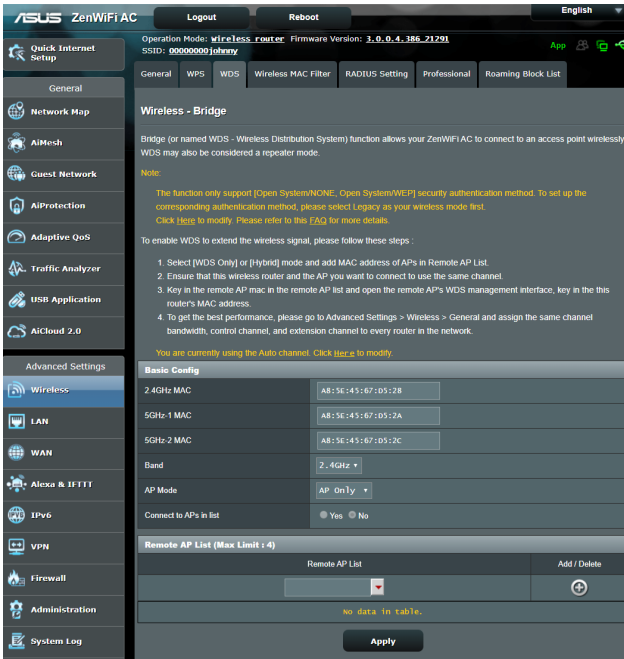 ASUS ZenWiFi AC Logout Reboot English
Quick Internet Setup
Operation Mode: Wireless router Firmware Version: 3.0.0.4.386_21291
SSID: 00000000johnny
App
General WPS WDS Wireless MAC Filter RADIUS Setting Professional Roaming Block List
General
Network Map
AiMesh
Guest Network
AiProtection
Adaptive QoS
Traffic Analyzer
USB Application
AiCloud 2.0
Advanced Settings
Wireless
LAN
WAN
Alexa & IFTTT
IPv6
VPN
Firewall
Administration
System Log
Wireless - Bridge
Bridge (or named WDS - Wireless Distribution System) function allows your ZenWiFi AC to connect to an access point wirelessly
WDS may also be considered a repeater mode.
Note:
The function only support [Open System/NONE, Open System/WEP] security authentication method. To set up the
corresponding authentication method, please select Legacy as your wireless mode first.
Click Here to modify. Please refer to this FAQ for more details.
To enable WDS to extend the wireless signal, please follow these steps :
1. Select [WDS Only] or [Hybrid] mode and add MAC address of APs in Remote AP List.
2. Ensure that this wireless router and the AP you want to connect to use the same channel.
3. Key in the remote AP mac in the remote AP list and open the remote AP's WDS management interface, key in the this
router's MAC address.
4. To get the best performance, please go to Advanced Settings > Wireless > General and assign the same channel
bandwidth, control channel, and extension channel to every router in the network.
You are currently using the Auto channel. Click Here to modify.
Basic Config
2.4GHz MAC A8:5E:45:67:D5:28
5GHz-1 MAC A8:5E:45:67:D5:2A
5GHz-2 MAC A8:5E:45:67:D5:2C
Band 2.4GHz
AP Mode AP Only
Connect to APs in list Yes No
Remote AP List (Max Limit : 4)
Remote AP List Add / Delete
No data in table.
Apply